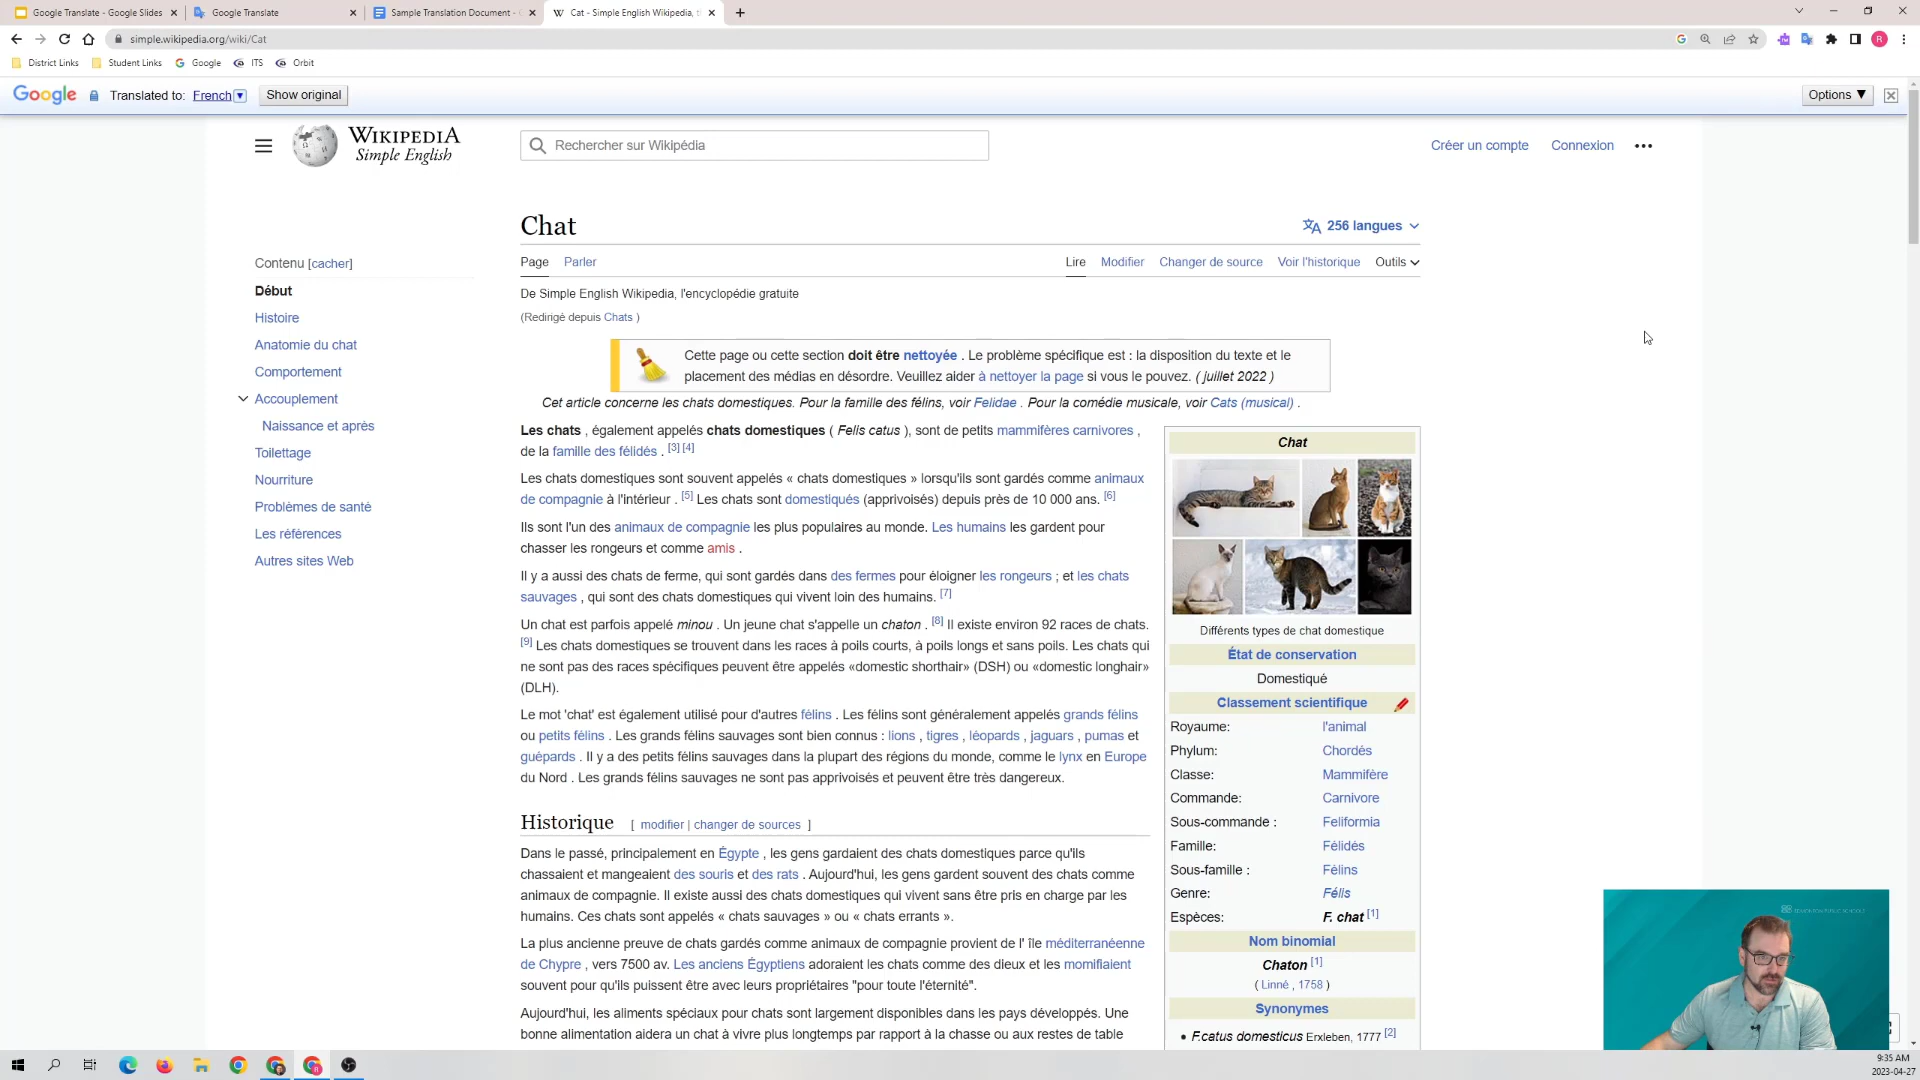 Google Translate - Google Slides
Google Translate
Sample Translation Document -
Cat - Simple English Wikipedia, t
simple.wikipedia.org/wiki/Cat
District Links
Student Links
Google
ITS
Orbit
Google Translated to: French Show original
Options ▼
WIKIPEDIA
Simple English
Rechercher sur Wikipédia
Créer un compte
Connexion
Contenu [cacher]
Début
Histoire
Anatomie du chat
Comportement
Accouplement
Naissance et après
Toilettage
Nourriture
Problèmes de santé
Les références
Autres sites Web
Chat
256 langues
Page Parler
Lire Modifier Changer de source Voir l'historique Outils
De Simple English Wikipedia, l'encyclopédie gratuite
(Redirigé depuis Chats )
Cette page ou cette section doit être nettoyée . Le problème spécifique est : la disposition du texte et le
placement des médias en désordre. Veuillez aider à nettoyer la page si vous le pouvez. ( juillet 2022 )
Cet article concerne les chats domestiques. Pour la famille des félins, voir Felidae . Pour la comédie musicale, voir Cats (musical) .
Les chats , également appelés chats domestiques ( Felis catus ), sont de petits mammifères carnivores ,
de la famille des félidés . [3] [4]
Les chats domestiques sont souvent appelés « chats domestiques » lorsqu'ils sont gardés comme animaux
de compagnie à l'intérieur . [5] Les chats sont domestiqués (apprivoisés) depuis près de 10 000 ans. [6]
Ils sont l'un des animaux de compagnie les plus populaires au monde. Les humains les gardent pour
chasser les rongeurs et comme amis .
Il y a aussi des chats de ferme, qui sont gardés dans des fermes pour éloigner les rongeurs ; et les chats
sauvages , qui sont des chats domestiques qui vivent loin des humains. [7]
Un chat est parfois appelé minou . Un jeune chat s'appelle un chaton . [8] Il existe environ 92 races de chats.
[9] Les chats domestiques se trouvent dans les races à poils courts, à poils longs et sans poils. Les chats qui
ne sont pas des races spécifiques peuvent être appelés «domestic shorthair» (DSH) ou «domestic longhair»
(DLH).
Le mot 'chat' est également utilisé pour d'autres félins . Les félins sont généralement appelés grands félins
ou petits félins . Les grands félins sauvages sont bien connus : lions , tigres , léopards , jaguars , pumas et
guépards . Il y a des petits félins sauvages dans la plupart des régions du monde, comme le lynx en Europe
du Nord . Les grands félins sauvages ne sont pas apprivoisés et peuvent être très dangereux.
Historique [ modifier | changer de sources ]
Dans le passé, principalement en Égypte , les gens gardaient des chats domestiques parce qu'ils
chassaient et mangeaient des souris et des rats . Aujourd'hui, les gens gardent souvent des chats comme
animaux de compagnie. Il existe aussi des chats domestiques qui vivent sans être pris en charge par les
humains. Ces chats sont appelés « chats sauvages » ou « chats errants ».
La plus ancienne preuve de chats gardés comme animaux de compagnie provient de l' île méditerranéenne
de Chypre , vers 7500 av. Les anciens Égyptiens adoraient les chats comme des dieux et les momifiaient
souvent pour qu'ils puissent être avec leurs propriétaires "pour toute l'éternité".
Aujourd'hui, les aliments spéciaux pour chats sont largement disponibles dans les pays développés. Une
bonne alimentation aidera un chat à vivre plus longtemps par rapport à la chasse ou aux restes de table
Chat
Différents types de chat domestique
État de conservation
Domestiqué
Classement scientifique
Royaume: l'animal
Phylum: Chordés
Classe: Mammifère
Commande: Carnivore
Sous-commande : Feliformia
Famille: Félidés
Sous-famille : Félins
Genre: Félis
Espèces: F. chat [1]
Nom binomial
Chaton [1]
( Linné , 1758 )
Synonymes
• F.catus domesticus Erxleben, 1777 [2]
EDMONTON PUBLIC SCHOOLS
9:35 AM
2023-04-27